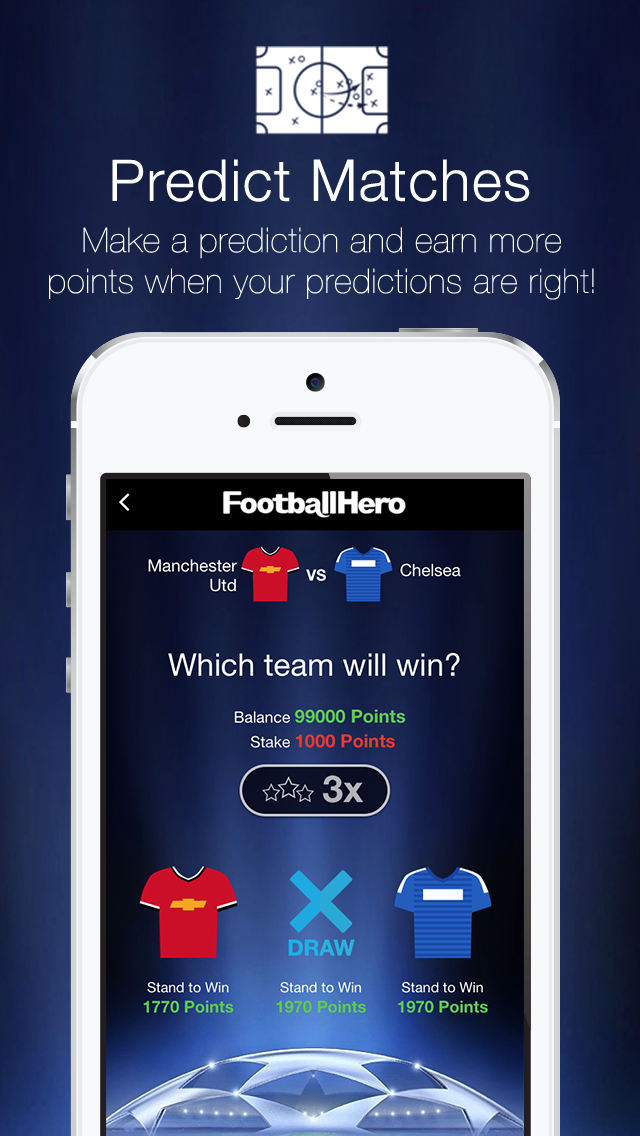 Predict Matches
Make a prediction and earn more
points when your predictions are right!
FootballHero
Manchester
Utd
VS
Chelsea
Which team will win?
Balance 99000 Points
Stake 1000 Points
3x
DRAW
Stand to Win
1770 Points
Stand to Win
1970 Points
Stand to Win
1970 Points